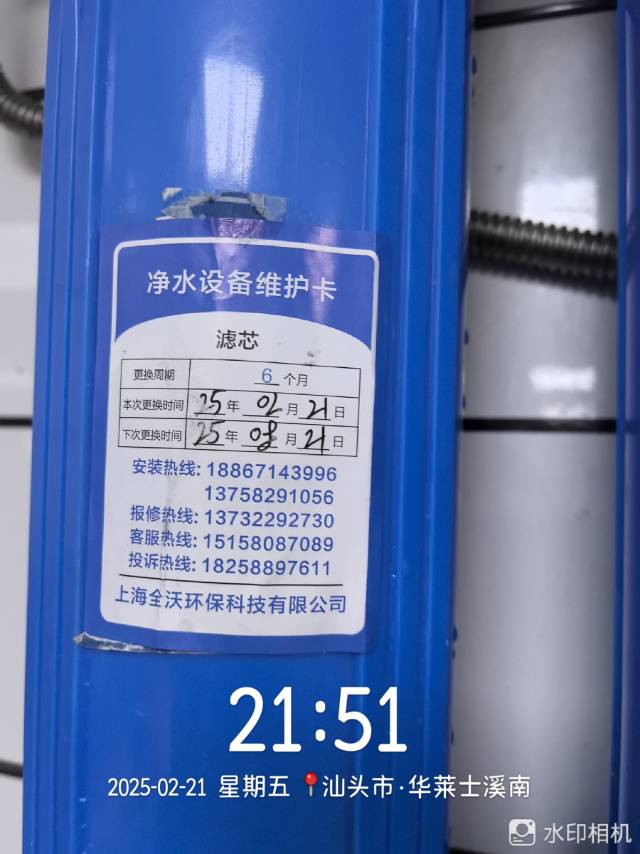 净水设备维护卡
滤芯
更换周期 6 个月
本次更换时间 25 年 02 月 21 日
下次更换时间 25 年 08 月 21 日
安装热线: 18867143996
13758291056
报修热线: 13732292730
客服热线: 15158087089
投诉热线: 18258897611
上海全沃环保科技有限公司
21:51
2025-02-21 星期五 汕头市·华莱士溪南
水印相机